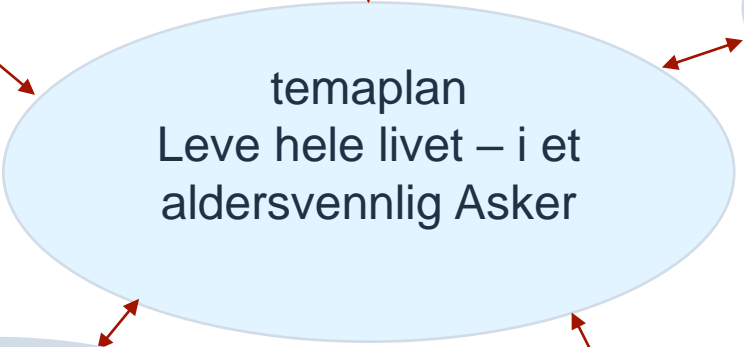 temaplan
Leve hele livet – i et
aldersvennlig Asker